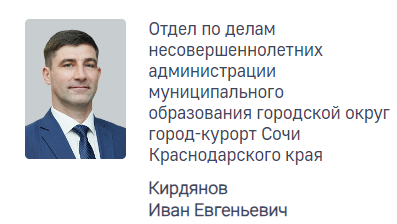 Отдел по делам
несовершеннолетних
администрации
муниципального
образования городской округ
город-курорт Сочи
Краснодарского края
Кирдянов
Иван Евгеньевич